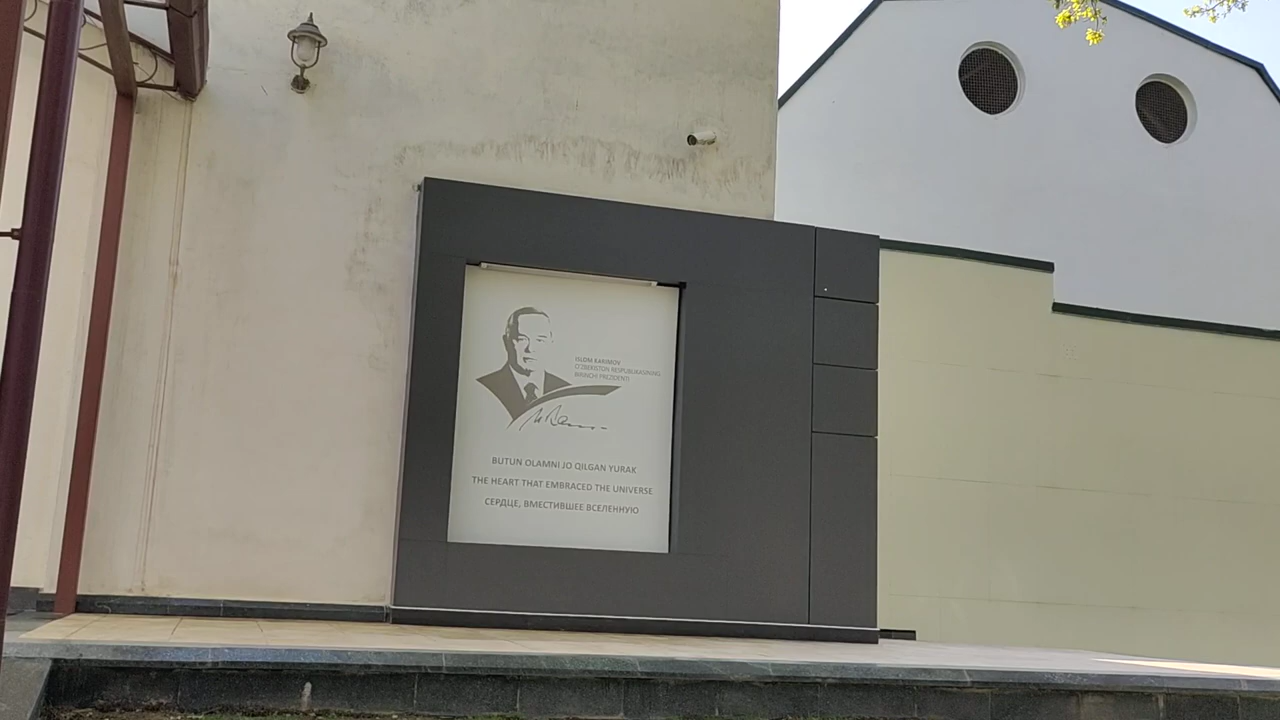 ISLOM KARIMOV
O'ZBEKISTON RESPUBLIKASINING
BIRINCHI PREZIDENTI
BUTUN OLAMNI JO QILGAN YURAK
THE HEART THAT EMBRACED THE UNIVERSE
СЕРДЦЕ, ВМЕСТИВШЕЕ ВСЕЛЕННУЮ